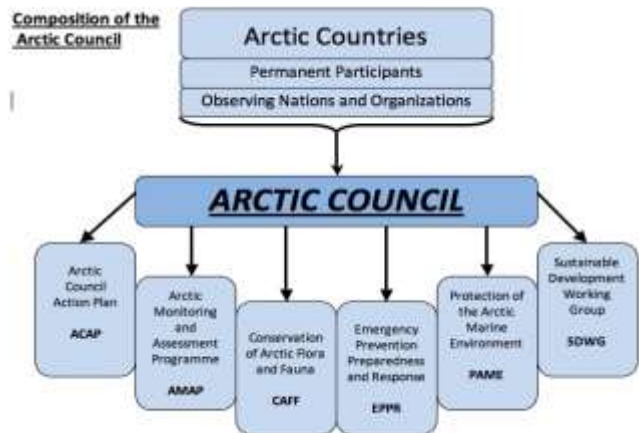 Composition of the
Arctic Council
Arctic Countries
Permanent Participants
Observing Nations and Organizations
ARCTIC COUNCIL
Arctic
Council
Action Plan
ACAP
Arctic
Monitoring
and
Assessment
Programme
AMAP
Conservation
of Arctic Flora
and Fauna
CAFF
Emergency
Prevention
Preparedness
and Response
EPPR
Protection of
the Arctic
Marine
Environment
PAME
Sustainable
Development
Working
Group
SDWG